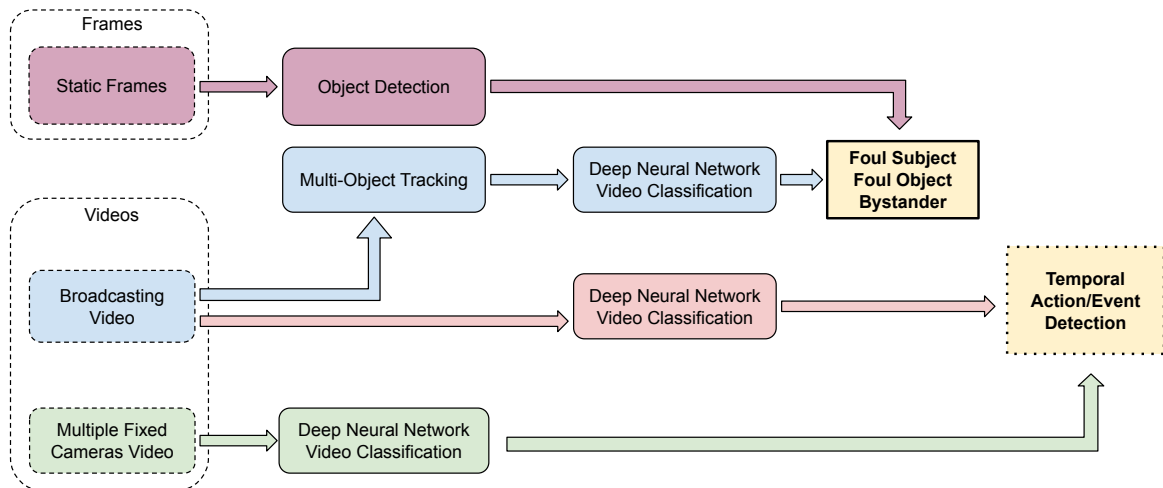 Frames
Static Frames
Object Detection
Foul Subject
Foul Object
Bystander
Multi-Object Tracking
Deep Neural Network
Video Classification
Videos
Broadcasting
Video
Deep Neural Network
Video Classification
Temporal
Action/Event
Detection
Multiple Fixed
Cameras Video
Deep Neural Network
Video Classification